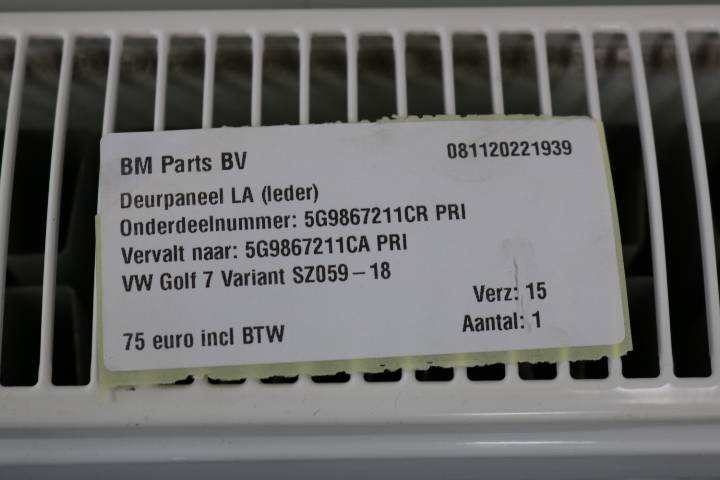 BM Parts BV 081120221939
Deurpaneel LA (leder)
Onderdeelnummer: 5G9867211CR PRI
Vervalt naar: 5G9867211CA PRI
VW Golf 7 Variant SZ059-18
Verz: 15
75 euro incl BTW Aantal: 1